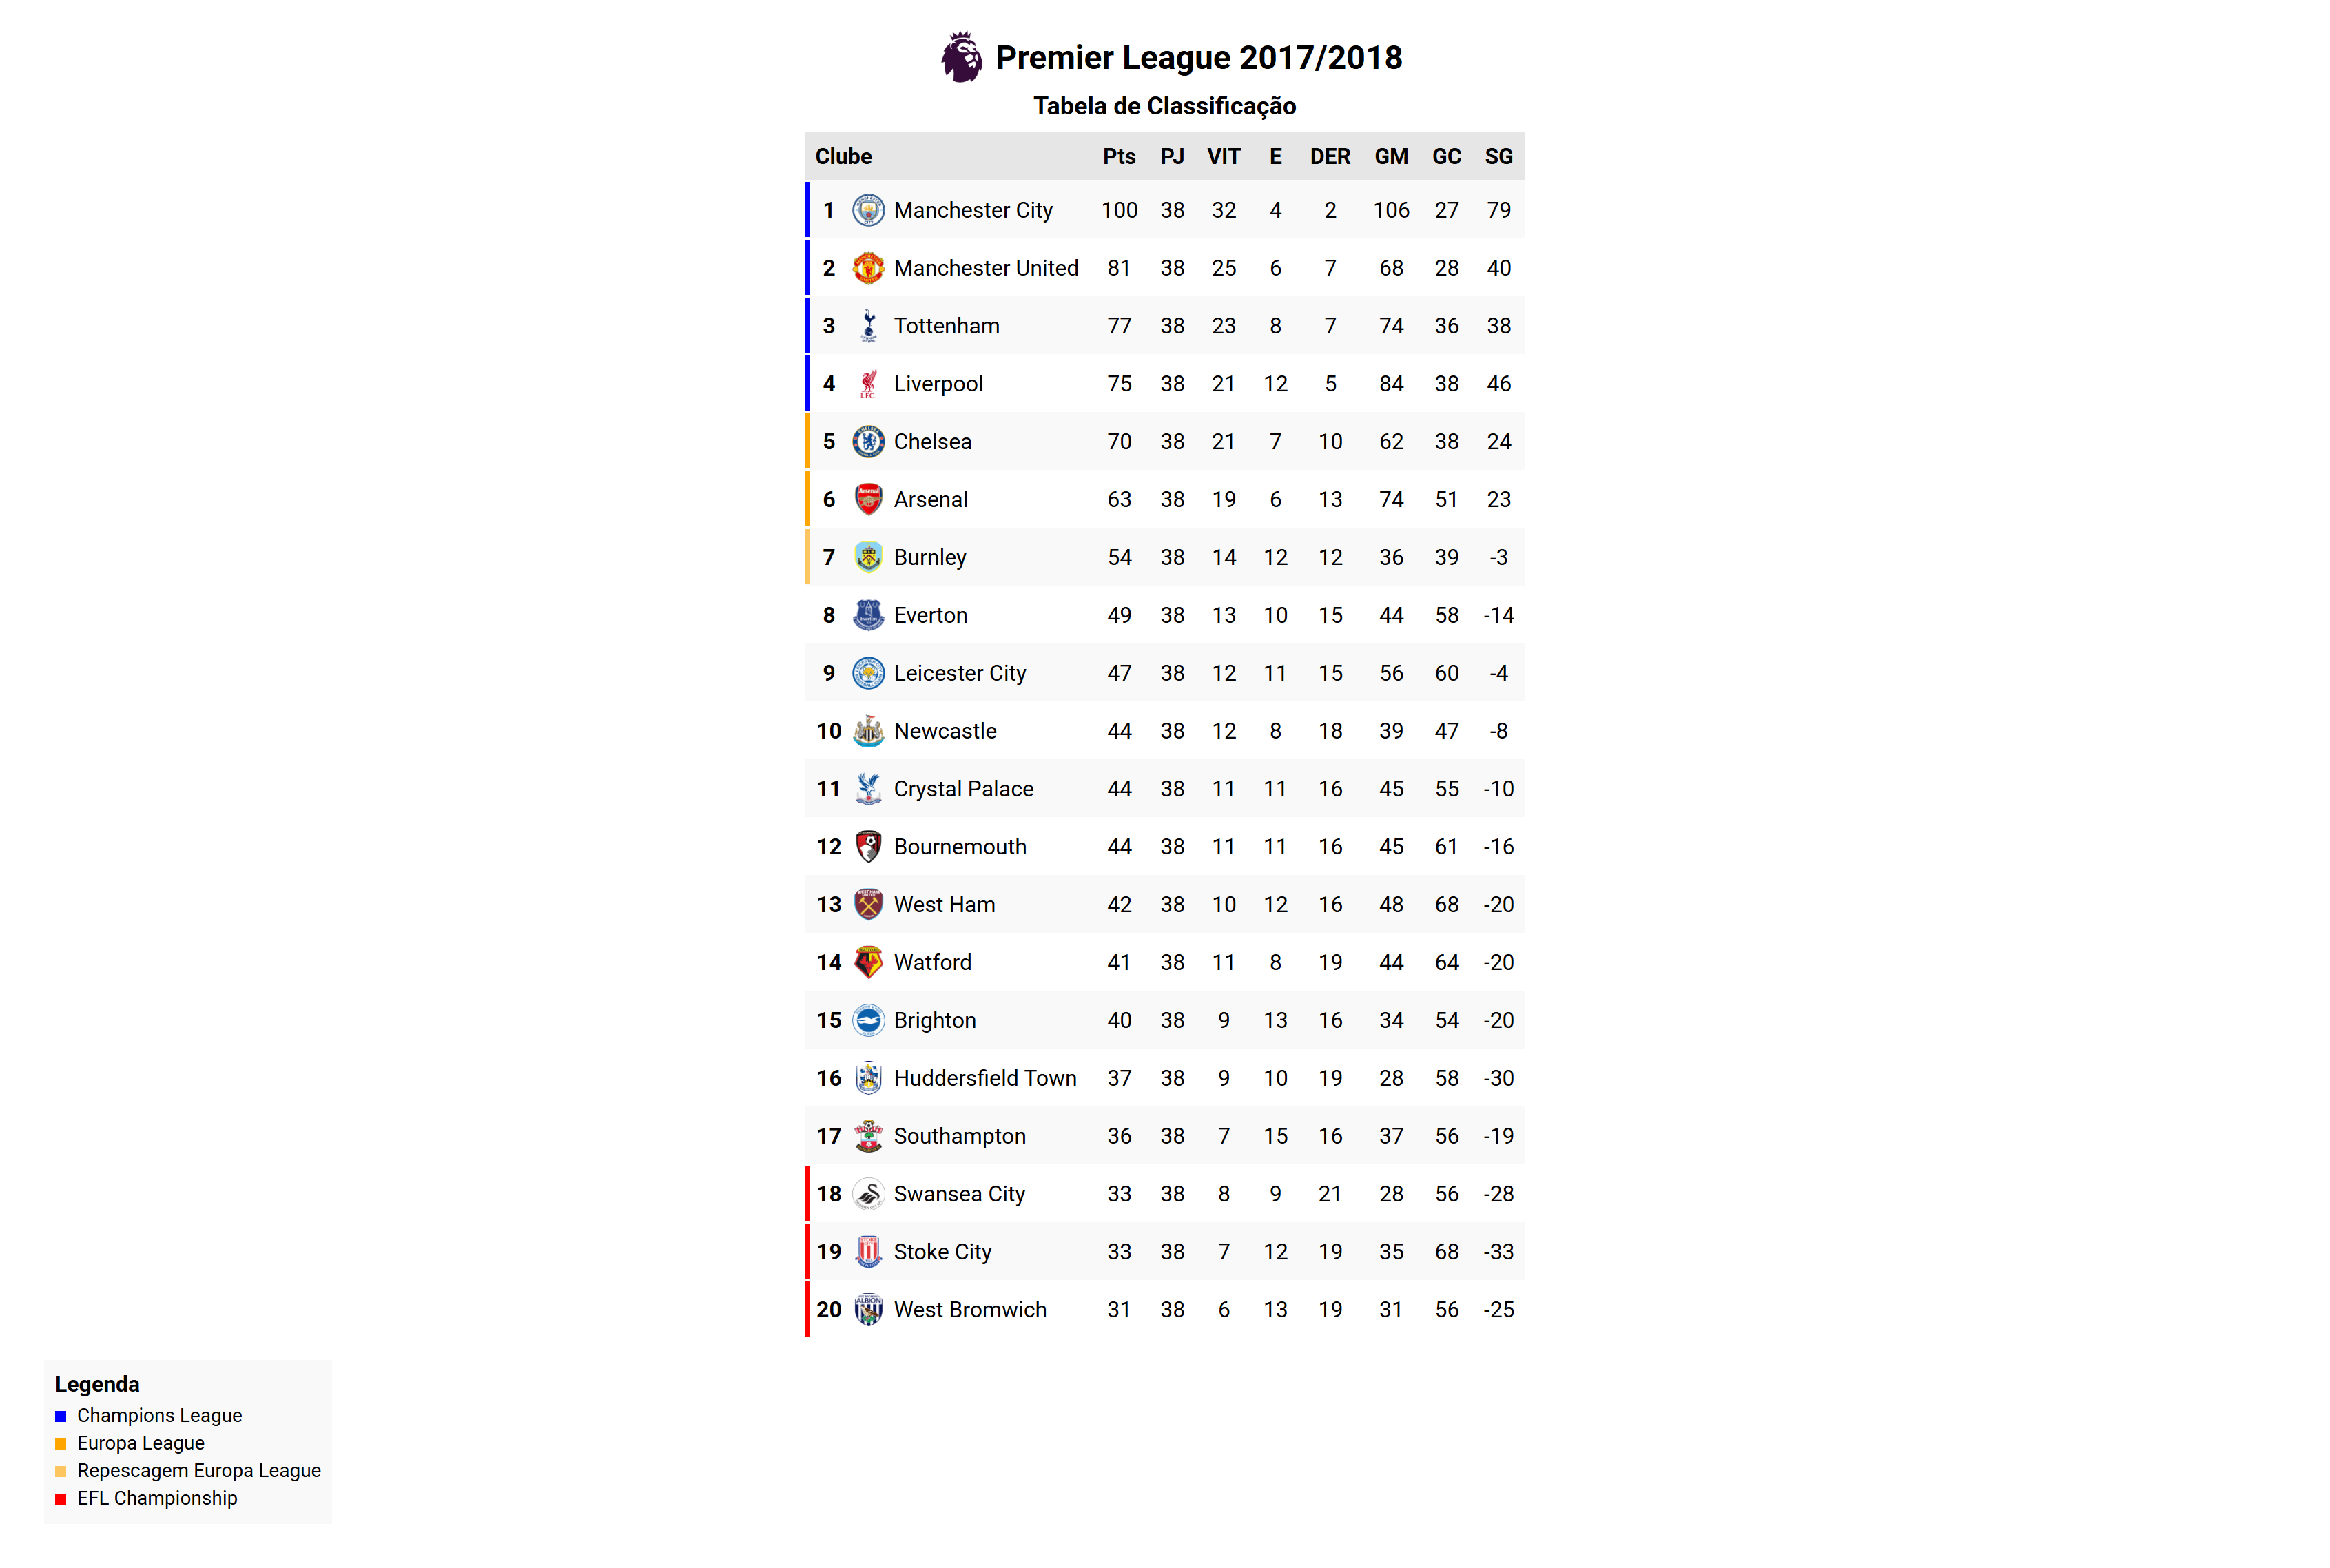 Premier League 2017/2018
Tabela de Classificação
Clube Pts PJ VIT E DER GM GC SG
1 Manchester City 100 38 32 4 2 106 27 79
2 Manchester United 81 38 25 6 7 68 28 40
3 Tottenham 77 38 23 8 7 74 36 38
4 Liverpool 75 38 21 12 5 84 38 46
5 Chelsea 70 38 21 7 10 62 38 24
6 Arsenal 63 38 19 6 13 74 51 23
7 Burnley 54 38 14 12 12 36 39 -3
8 Everton 49 38 13 10 15 44 58 -14
9 Leicester City 47 38 12 11 15 56 60 -4
10 Newcastle 44 38 12 8 18 39 47 -8
11 Crystal Palace 44 38 11 11 16 45 55 -10
12 Bournemouth 44 38 11 11 16 45 61 -16
13 West Ham 42 38 10 12 16 48 68 -20
14 Watford 41 38 11 8 19 44 64 -20
15 Brighton 40 38 9 13 16 34 54 -20
16 Huddersfield Town 37 38 9 10 19 28 58 -30
17 Southampton 36 38 7 15 16 37 56 -19
18 Swansea City 33 38 8 9 21 28 56 -28
19 Stoke City 33 38 7 12 19 35 68 -33
20 West Bromwich 31 38 6 13 19 31 56 -25
Legenda
Champions League
Europa League
Repescagem Europa League
EFL Championship